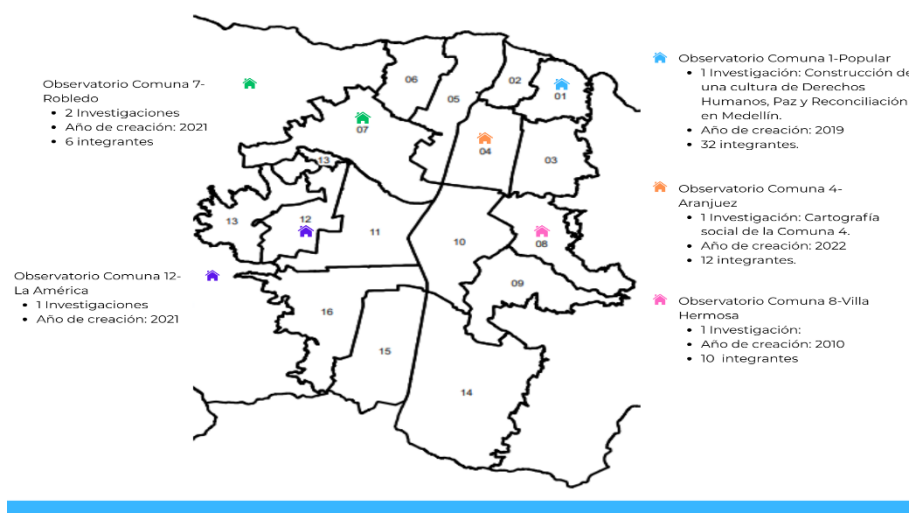 Observatorio Comuna 7-
Robledo
• 2 Investigaciones
• Año de creación: 2021
• 6 integrantes
Observatorio Comuna 12-
La América
• 1 Investigaciones
• Año de creación: 2021
06
05
02
01
07
04
03
13
13
12
11
10
08
09
16
15
14
Observatorio Comuna 1-Popular
• 1 Investigación: Construcción de
una cultura de Derechos
Humanos, Paz y Reconciliación
en Medellín.
• Año de creación: 2019
• 32 integrantes.
Observatorio Comuna 4-
Aranjuez
• 1 Investigación: Cartografía
social de la Comuna 4.
• Año de creación: 2022
• 12 integrantes.
Observatorio Comuna 8-Villa
Hermosa
• 1 Investigación:
• Año de creación: 2010
• 10 integrantes